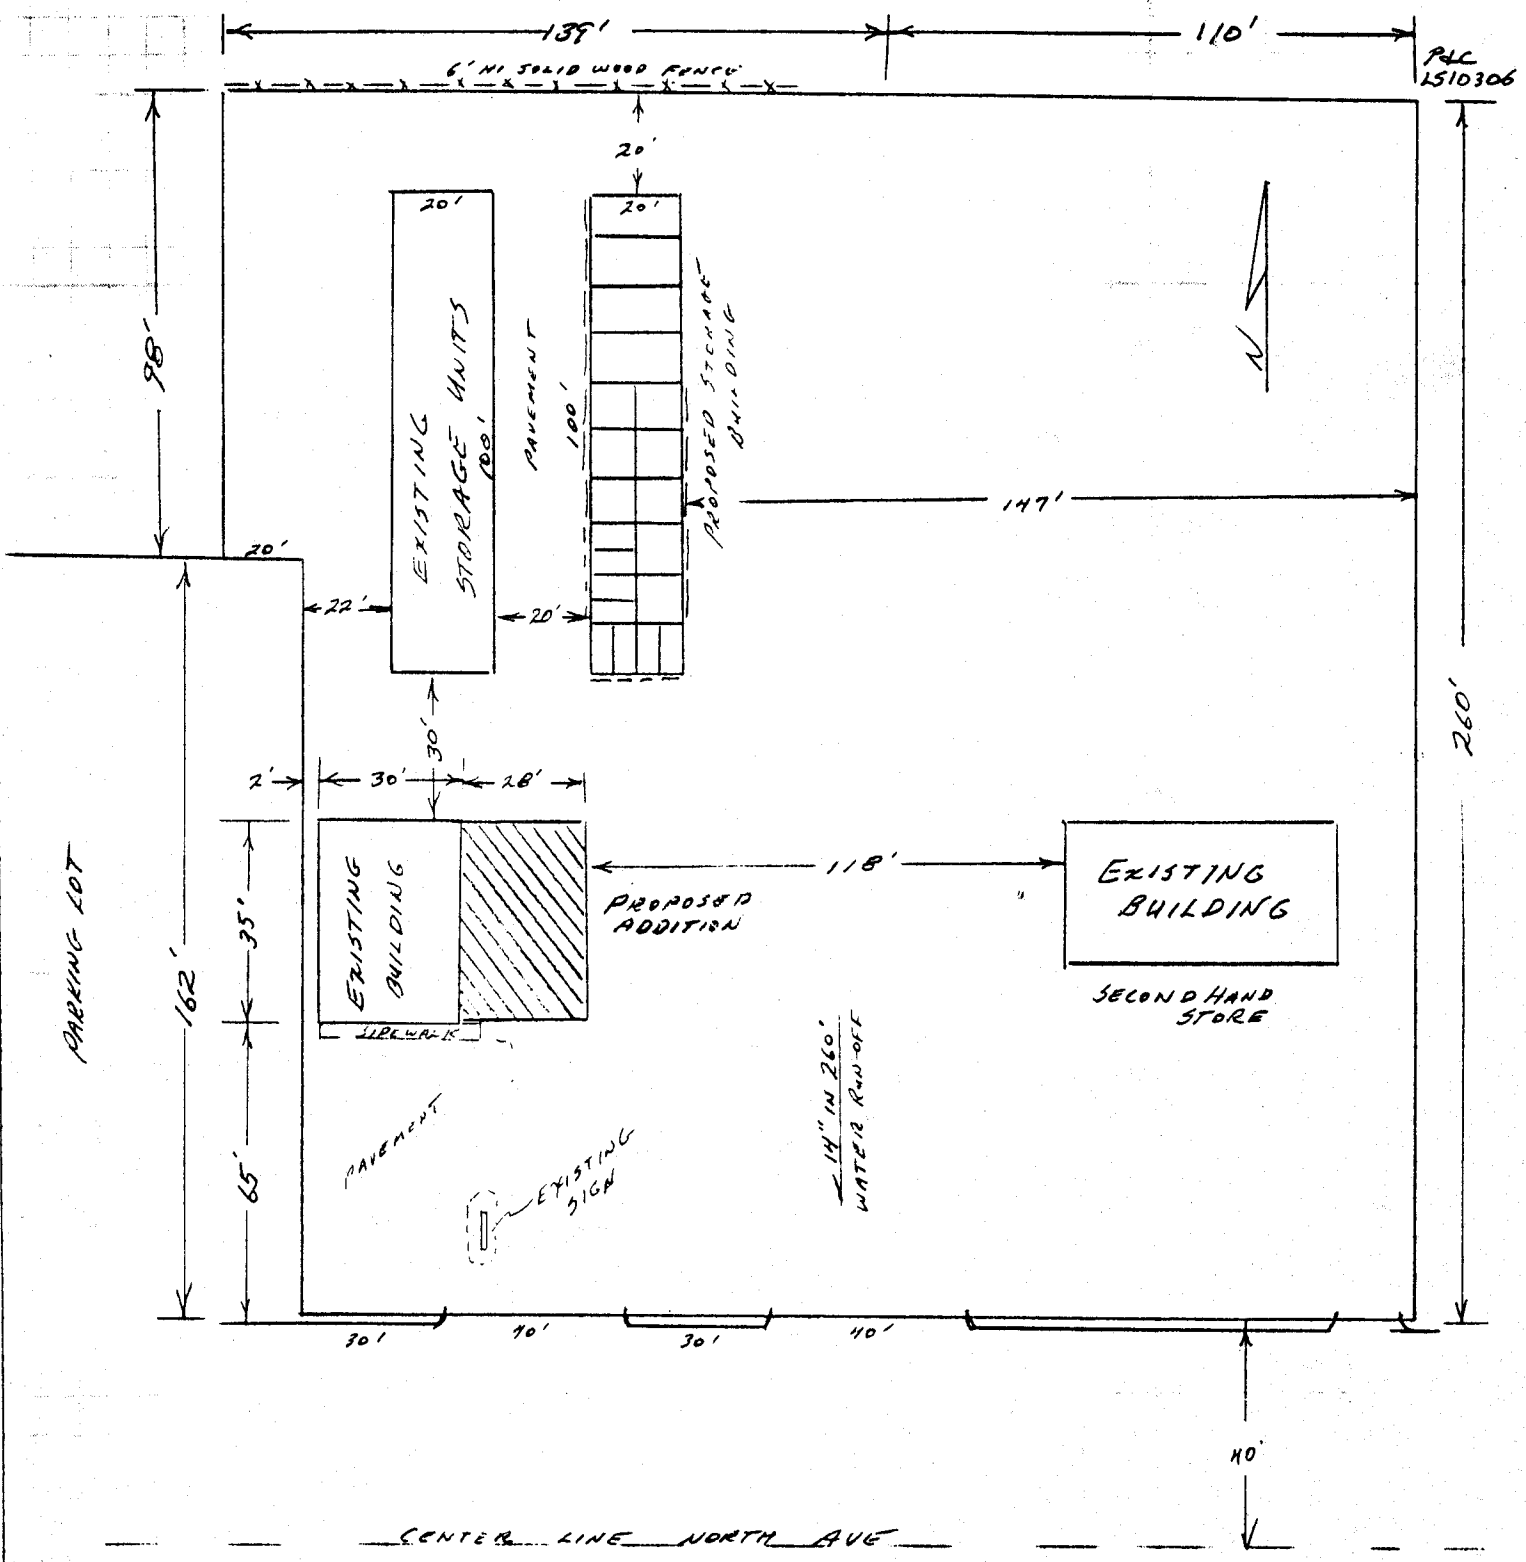 139'
110'
P&C
LS10306
6' HI SOLID WOOD FENCE
20'
20'
20'
98'
EXISTING
STORAGE UNITS
100'
PAVEMENT
100'
PROPOSED STORAGE
BUILDING
N
147'
20'
22'
20'
260'
30'
2'
30'
28'
PARKING LOT
162'
35'
EXISTING
BUILDING
118'
PROPOSED
ADDITION
EXISTING
BUILDING
SECOND HAND
STORE
SIDEWALK
65'
PAVEMENT
EXISTING
SIGN
14" IN 260'
WATER RUN-OFF
30'
40'
30'
40'
40'
CENTER LINE NORTH AVE